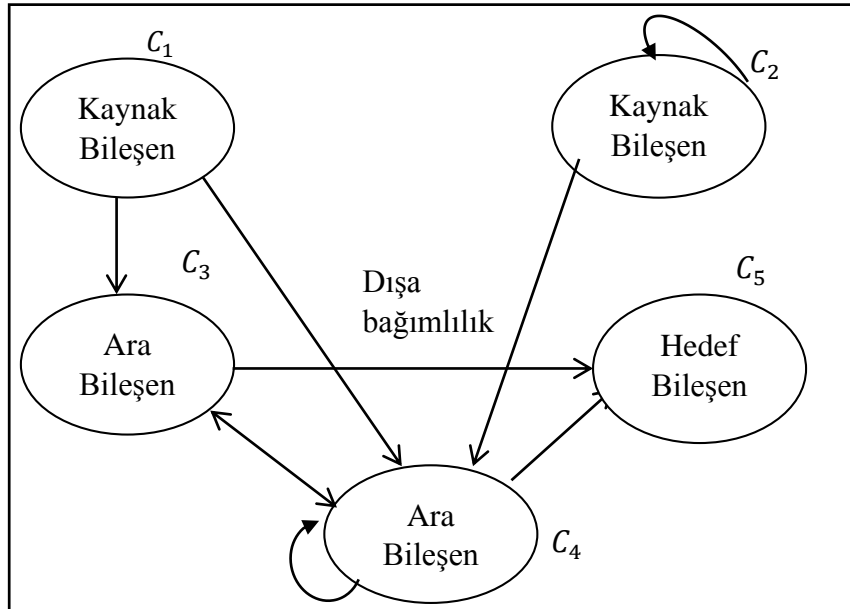 C₁
Kaynak
Bileşen
C₂
Kaynak
Bileşen
C₃
Ara
Bileşen
Dışa
bağımlılık
C₅
Hedef
Bileşen
Ara
Bileşen
C₄